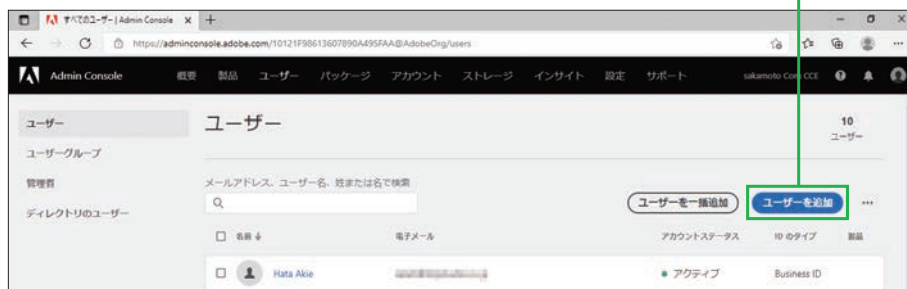 すべてのユーザー | Admin Console
https://adminconsole.adobe.com/10121F98613607890A495FAA@AdobeOrg/users
Admin Console 概要 製品 ユーザー パッケージ アカウント ストレージ インサイト 設定 サポート sakamoto Com CCE
ユーザー
ユーザーグループ
管理者
ディレクトリのユーザー
ユーザー
10
ユーザー
メールアドレス、ユーザー名、姓または名で検索
ユーザーを一括追加 ユーザーを追加
名前 電子メール アカウントステータス ID のタイプ 製品
Hata Akie アクティブ Business ID